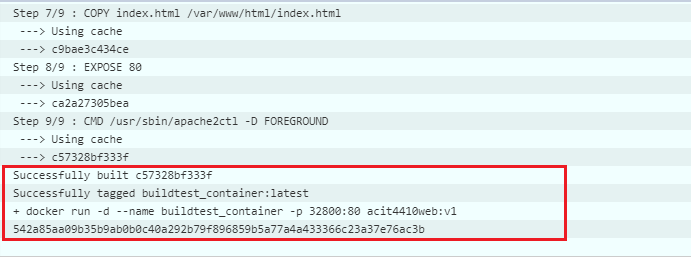 Step 7/9 : COPY index.html /var/www/html/index.html
---> Using cache
---> c9bae3c434ce
Step 8/9 : EXPOSE 80
---> Using cache
---> ca2a27305bea
Step 9/9 : CMD /usr/sbin/apache2ctl -D FOREGROUND
---> Using cache
---> c57328bf333f
Successfully built c57328bf333f
Successfully tagged buildtest_container:latest
+ docker run -d --name buildtest_container -p 32800:80 acit4410web:v1
542a85aa09b35b9ab0b0c40a292b79f896859b5a77a4a433366c23a37e76ac3b